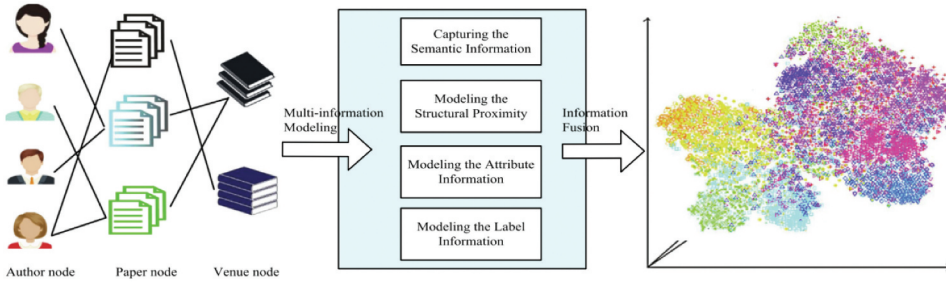 Capturing the
Semantic Information
Modeling the
Structural Proximity
Modeling the Attribute
Information
Modeling the Label
Information
Multi-information
Modeling
Information
Fusion
Author node
Paper node
Venue node